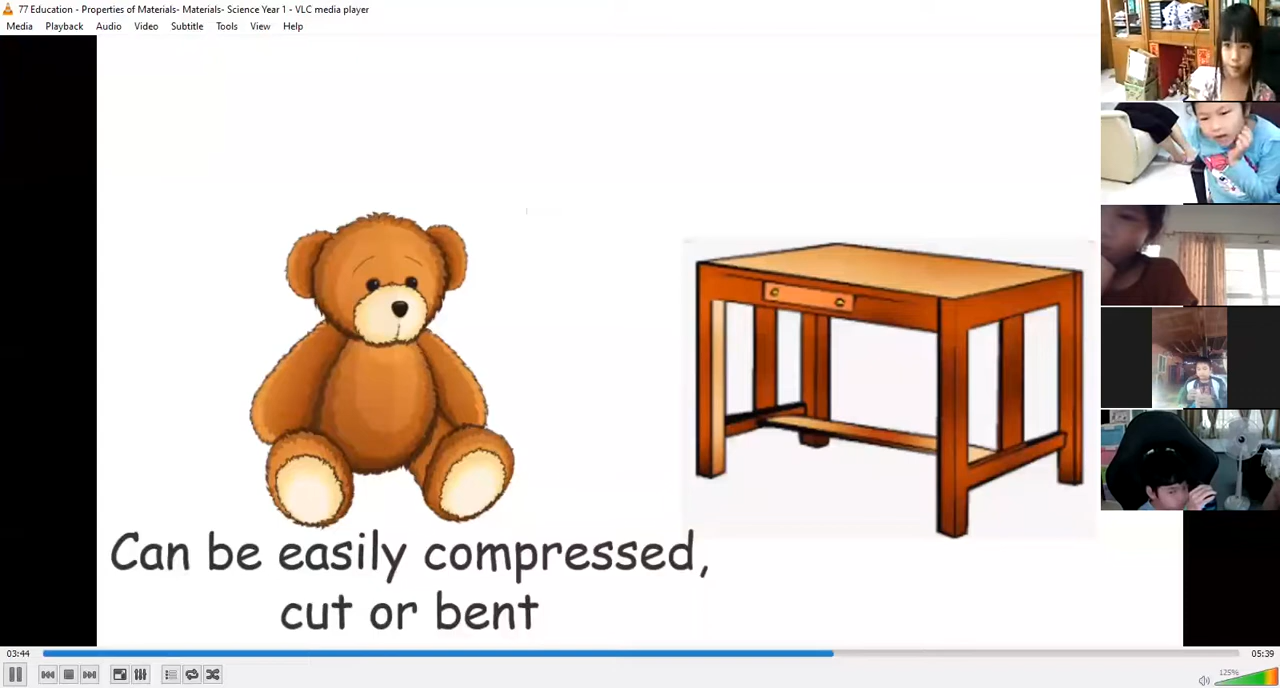 77 Education - Properties of Materials- Materials- Science Year 1 - VLC media player
Media Playback Audio Video Subtitle Tools View Help
Can be easily compressed,
cut or bent
03:44
05:39
125%